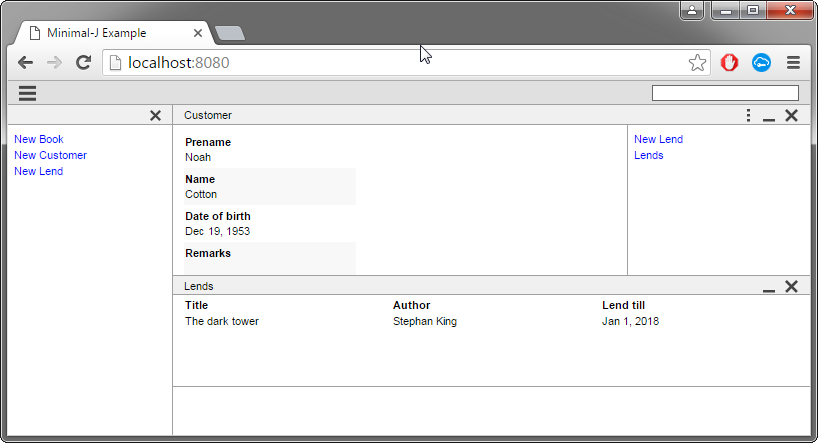 Minimal-J Example
localhost:8080
Customer
New Book
New Customer
New Lend
Prename
Noah
Name
Cotton
Date of birth
Dec 19, 1953
Remarks
New Lend
Lends
Lends
Title Author Lend till
The dark tower Stephan King Jan 1, 2018